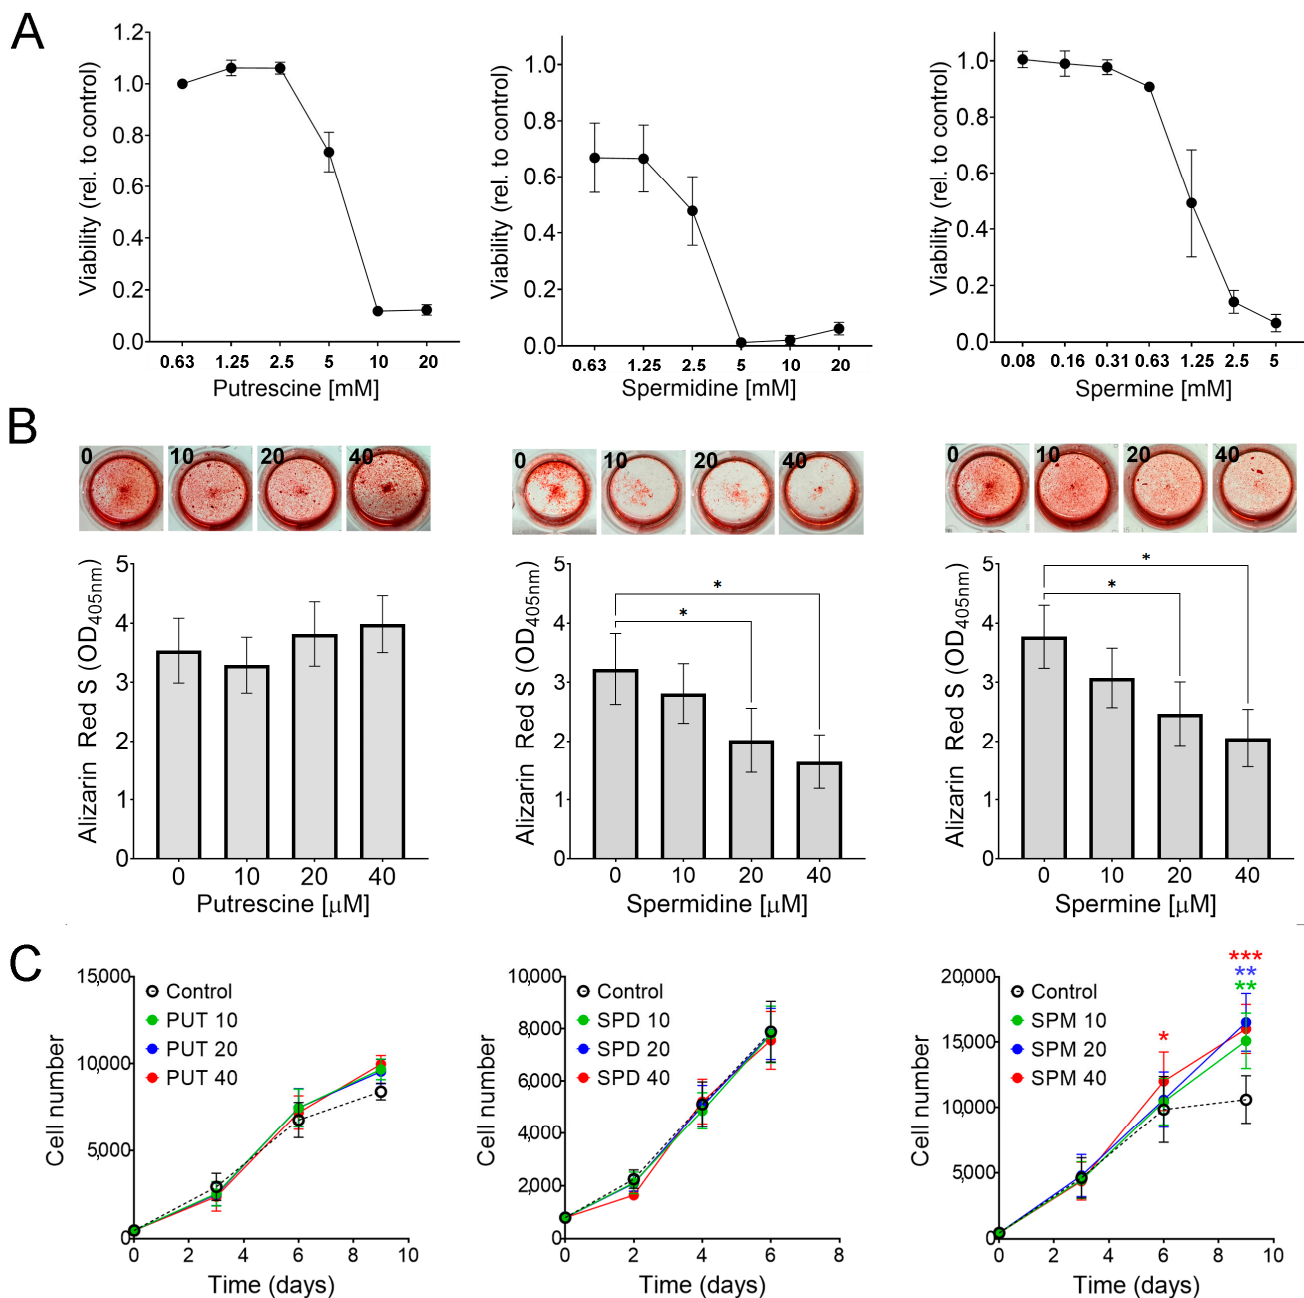 A
1.2
1.0
0.8
0.6
0.4
0.2
0.0
Viability (rel. to control)
0.63 1.25 2.5 5 10 20
Putrescine [mM]
1.0
0.8
0.6
0.4
0.2
0.0
Viability (rel. to control)
0.63 1.25 2.5 5 10 20
Spermidine [mM]
1.0
0.8
0.6
0.4
0.2
0.0
Viability (rel. to control)
0.08 0.16 0.31 0.63 1.25 2.5 5
Spermine [mM]
B
0 10 20 40
5
4
3
2
1
0
Alizarin Red S (OD405nm)
0 10 20 40
Putrescine [µM]
0 10 20 40
5
4
3
2
1
0
Alizarin Red S (OD405nm)
*
*
0 10 20 40
Spermidine [µM]
0 10 20 40
5
4
3
2
1
0
Alizarin Red S (OD405nm)
*
*
0 10 20 40
Spermine [µM]
C
15,000
10,000
5,000
0
Cell number
Control
PUT 10
PUT 20
PUT 40
0 2 4 6 8 10
Time (days)
10,000
8,000
6,000
4,000
2,000
0
Cell number
Control
SPD 10
SPD 20
SPD 40
0 2 4 6 8
Time (days)
20,000
15,000
10,000
5,000
0
Cell number
Control
SPM 10
SPM 20
SPM 40
***
**
**
*
0 2 4 6 8 10
Time (days)